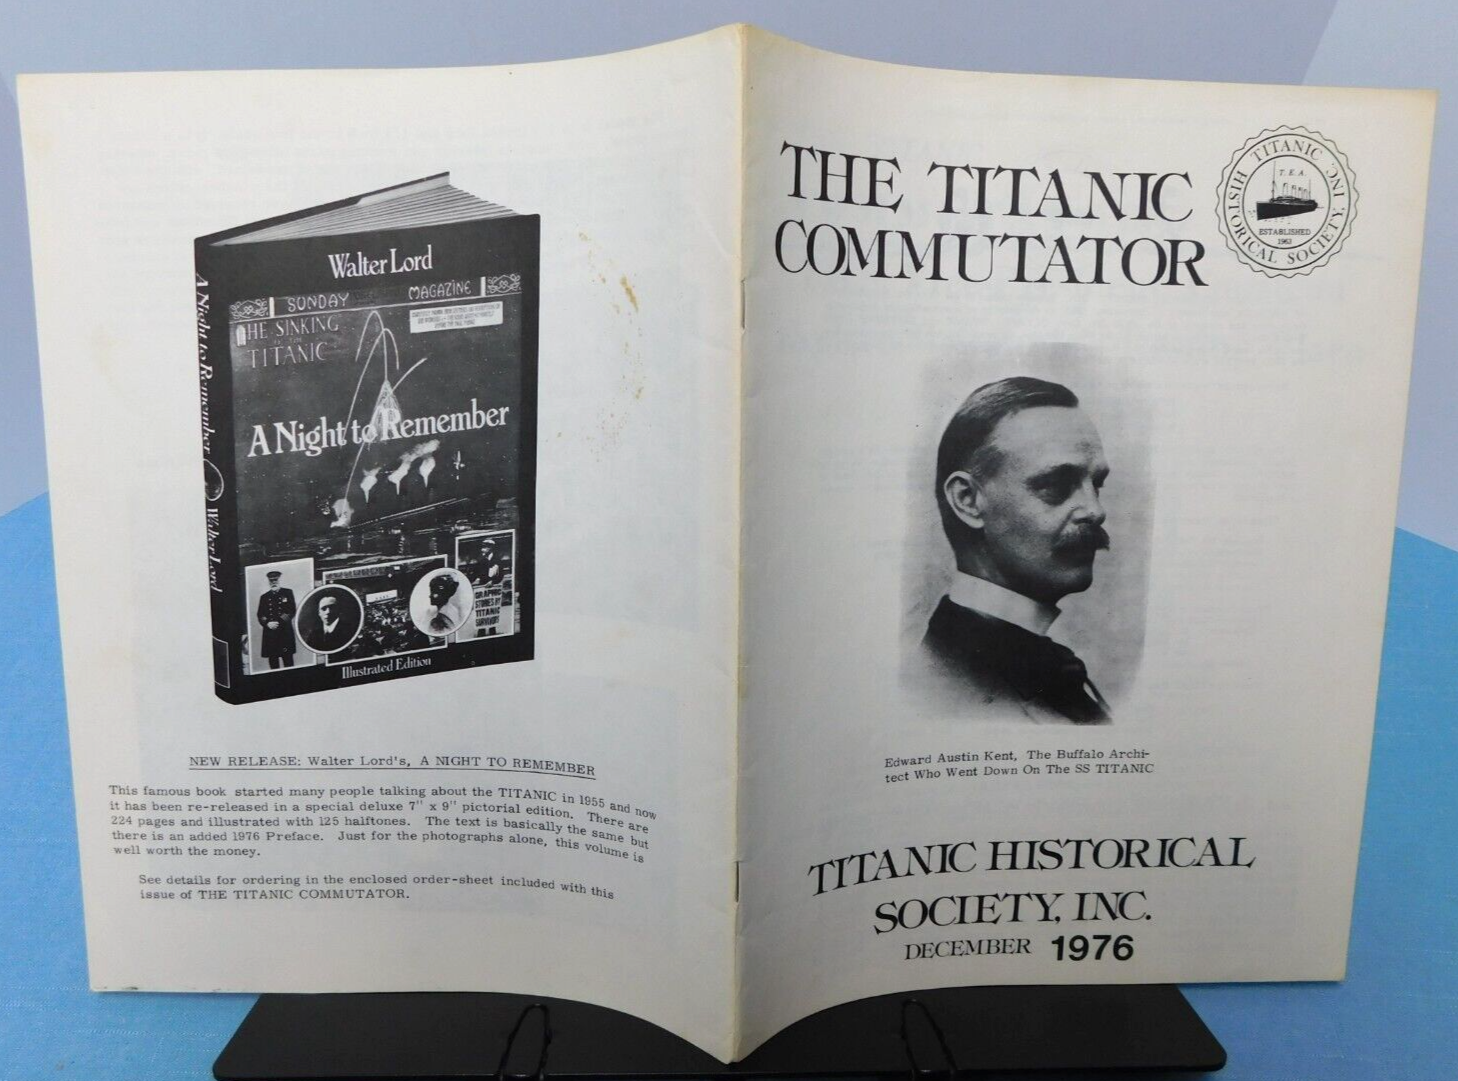 Walter Lord
SUNDAY MAGAZINE
THE SINKING
TITANIC
A Night to Remember
GRAPHIC
STORIES BY
TITANIC
SURVIVORS
Illustrated Edition
A Night to Remember Walter Lord
NEW RELEASE: Walter Lord's, A NIGHT TO REMEMBER
This famous book started many people talking about the TITANIC in 1955 and now
it has been re-released in a special deluxe 7" x 9" pictorial edition. There are
224 pages and illustrated with 125 halftones. The text is basically the same but
there is an added 1976 Preface. Just for the photographs alone, this volume is
well worth the money.
See details for ordering in the enclosed order-sheet included with this
issue of THE TITANIC COMMUTATOR.
THE TITANIC
COMMUTATOR
TITANIC HISTORICAL SOCIETY, INC.
T.E.A.
ESTABLISHED
1963
Edward Austin Kent, The Buffalo Archi-
tect Who Went Down On The SS TITANIC
TITANIC HISTORICAL
SOCIETY, INC.
DECEMBER 1976